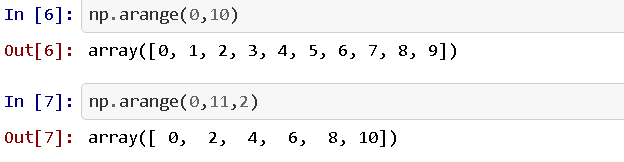 In [6]: np.arange(0,10)
Out[6]: array([0, 1, 2, 3, 4, 5, 6, 7, 8, 9])
In [7]: np.arange(0,11,2)
Out[7]: array([ 0,  2,  4,  6,  8, 10])